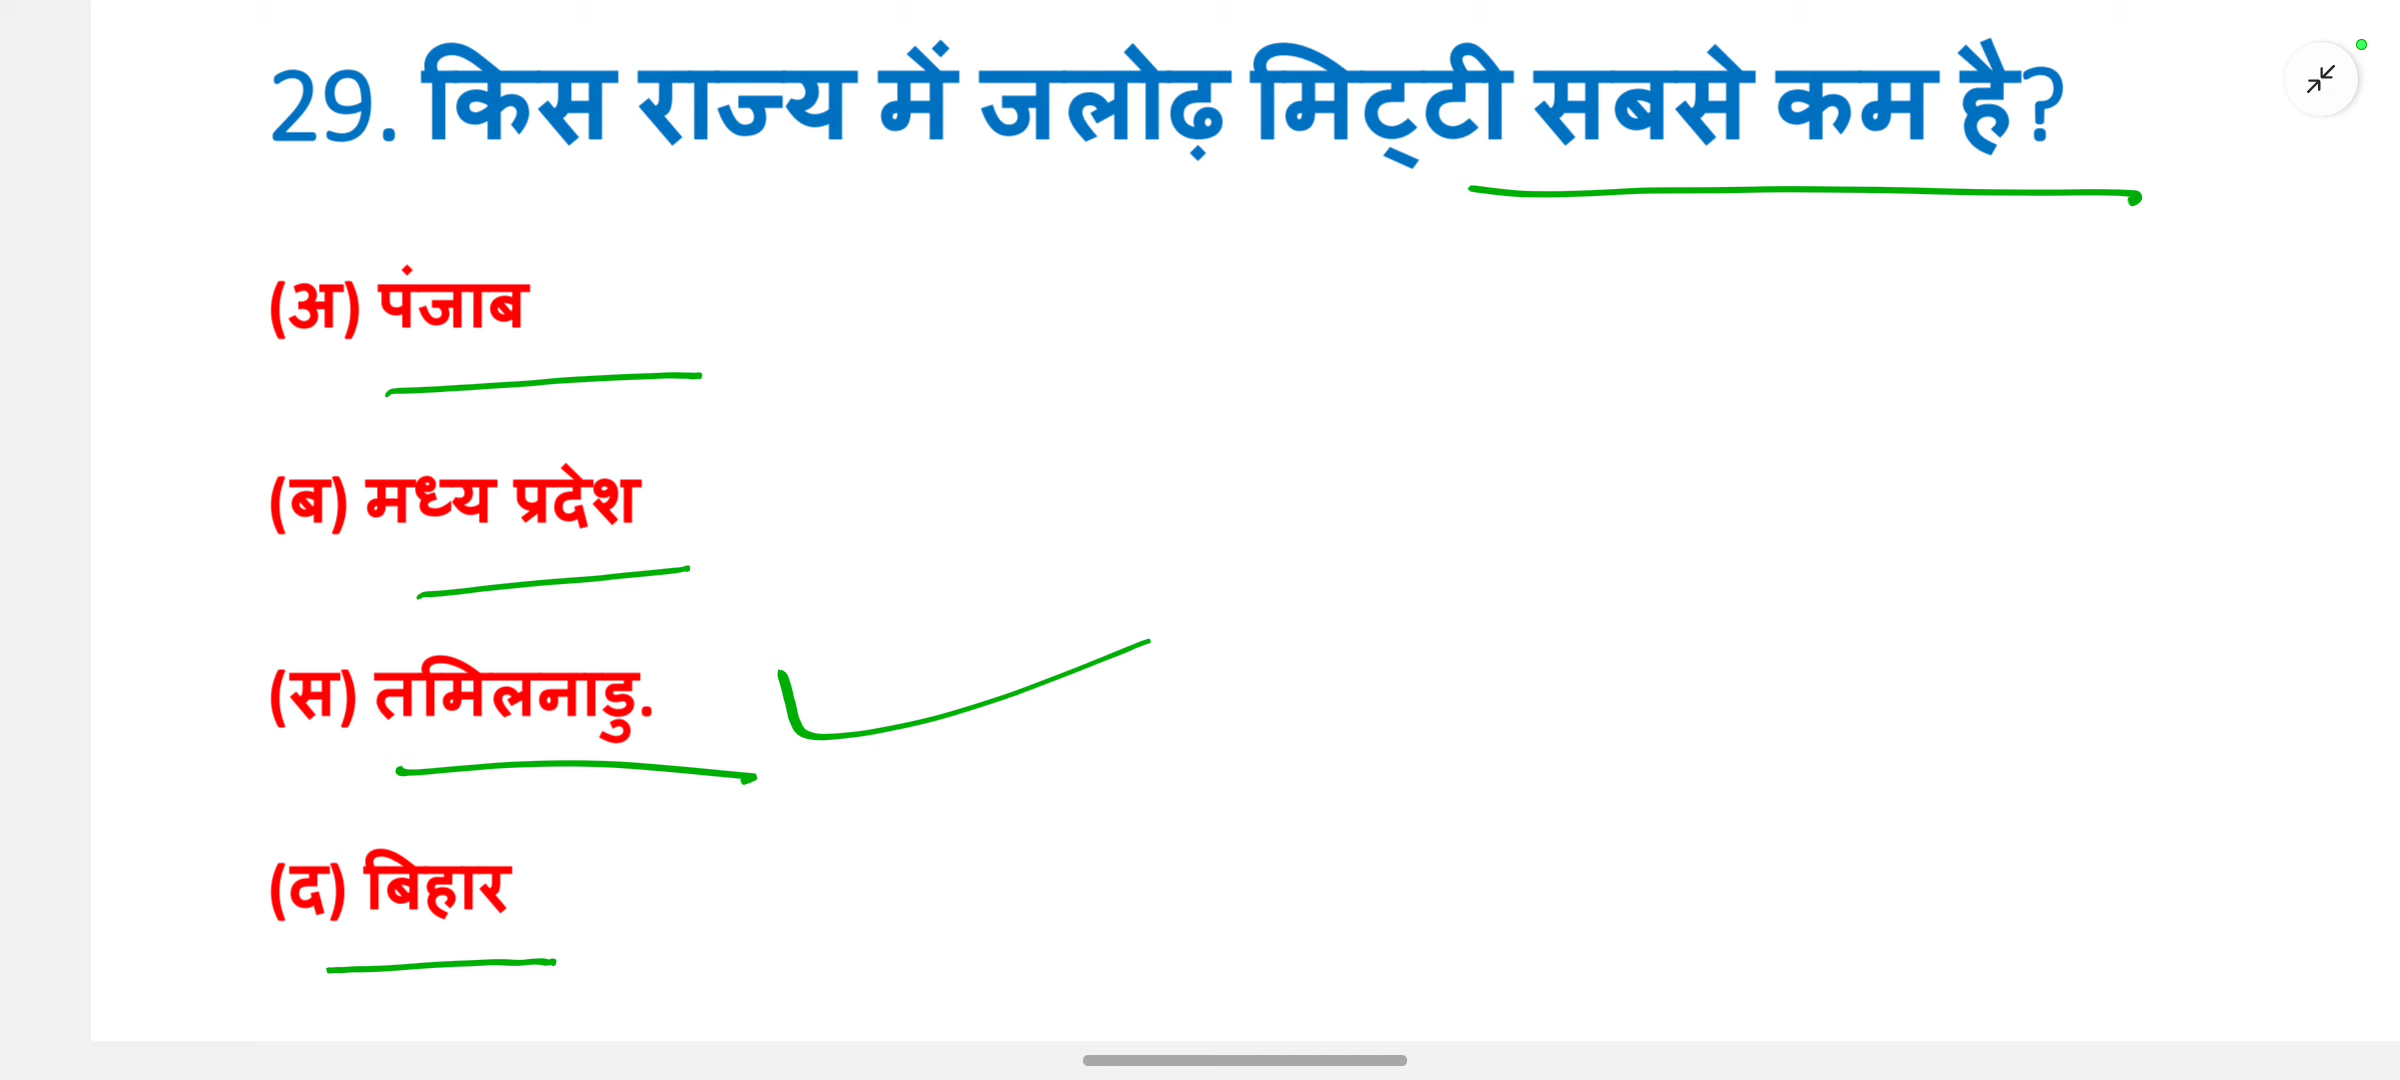 29. किस राज्य में जलोढ़ मिट्टी सबसे कम है?
(अ) पंजाब
(ब) मध्य प्रदेश
(स) तमिलनाडु.
(द) बिहार